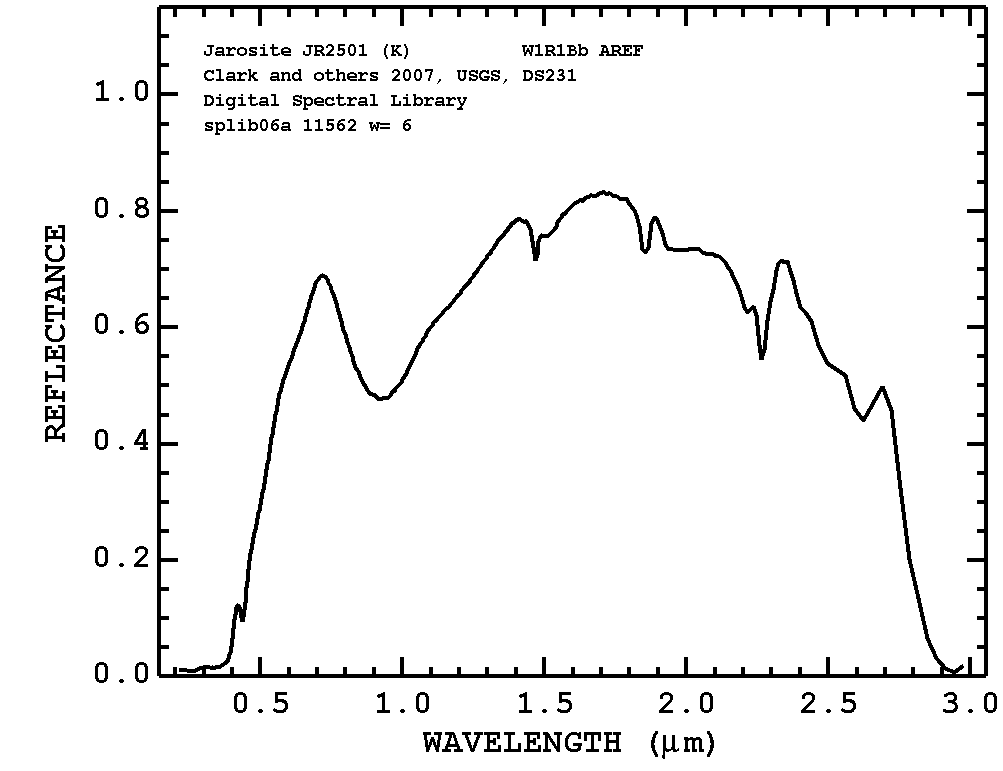 Jarosite JR2501 (K) W1R1Bb AREF
Clark and others 2007, USGS, DS231
Digital Spectral Library
splib06a 11562 w= 6
REFLECTANCE
1.0
0.8
0.6
0.4
0.2
0.0
0.5 1.0 1.5 2.0 2.5 3.0
WAVELENGTH (μm)